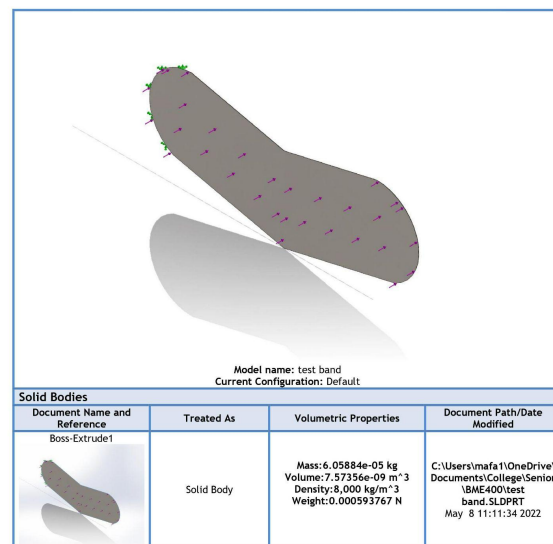 Model name: test band
Current Configuration: Default
Solid Bodies
Document Name and
Reference
Treated As
Volumetric Properties
Document Path/Date
Modified
Boss-Extrude1
Solid Body
Mass:6.05884e-05 kg
Volume:7.57356e-09 m^3
Density:8,000 kg/m^3
Weight:0.000593767 N
C:\Users\mafa1\OneDrive\
Documents\College\Senior
\BME400\test
band.SLDPRT
May 8 11:11:34 2022